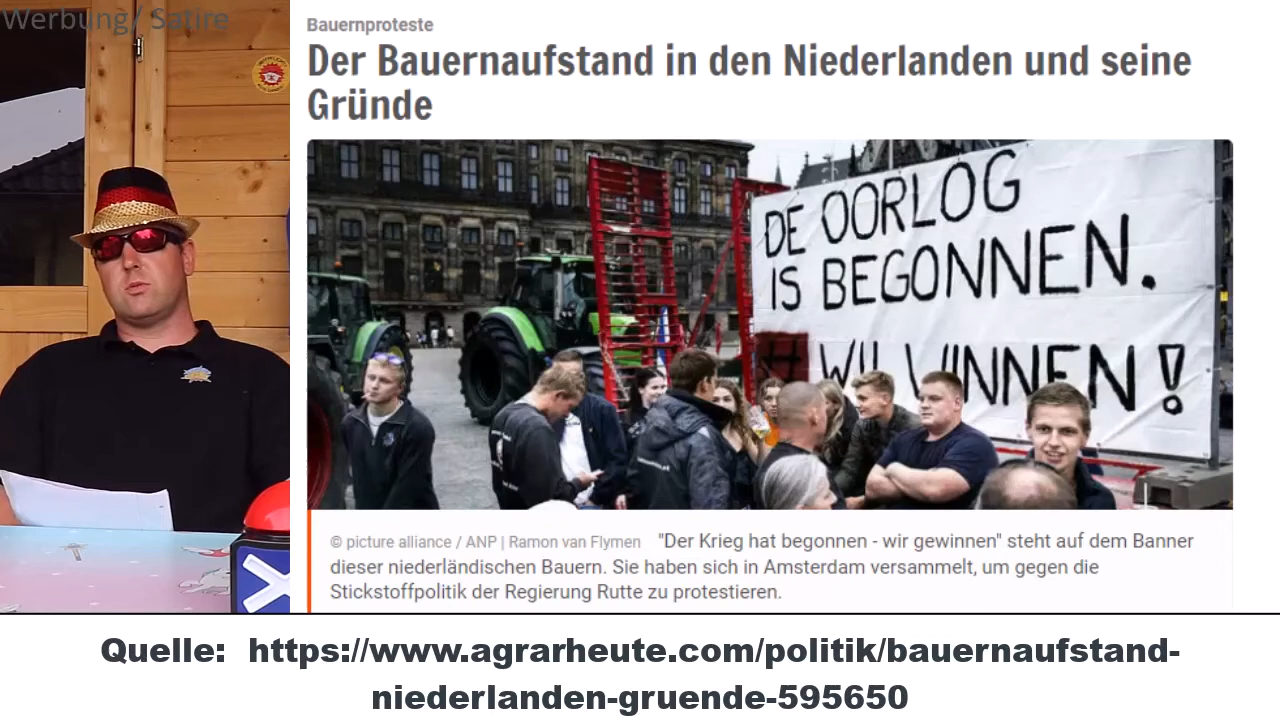 Werbung/ Satire
Bauernproteste
Der Bauernaufstand in den Niederlanden und seine
Gründe
DE OORLOG
IS BEGONNEN.
# WIJ WINNEN!
© picture alliance / ANP | Ramon van Flymen "Der Krieg hat begonnen - wir gewinnen" steht auf dem Banner
dieser niederländischen Bauern. Sie haben sich in Amsterdam versammelt, um gegen die
Stickstoffpolitik der Regierung Rutte zu protestieren.
Quelle: https://www.agrarheute.com/politik/bauernaufstand-
niederlanden-gruende-595650